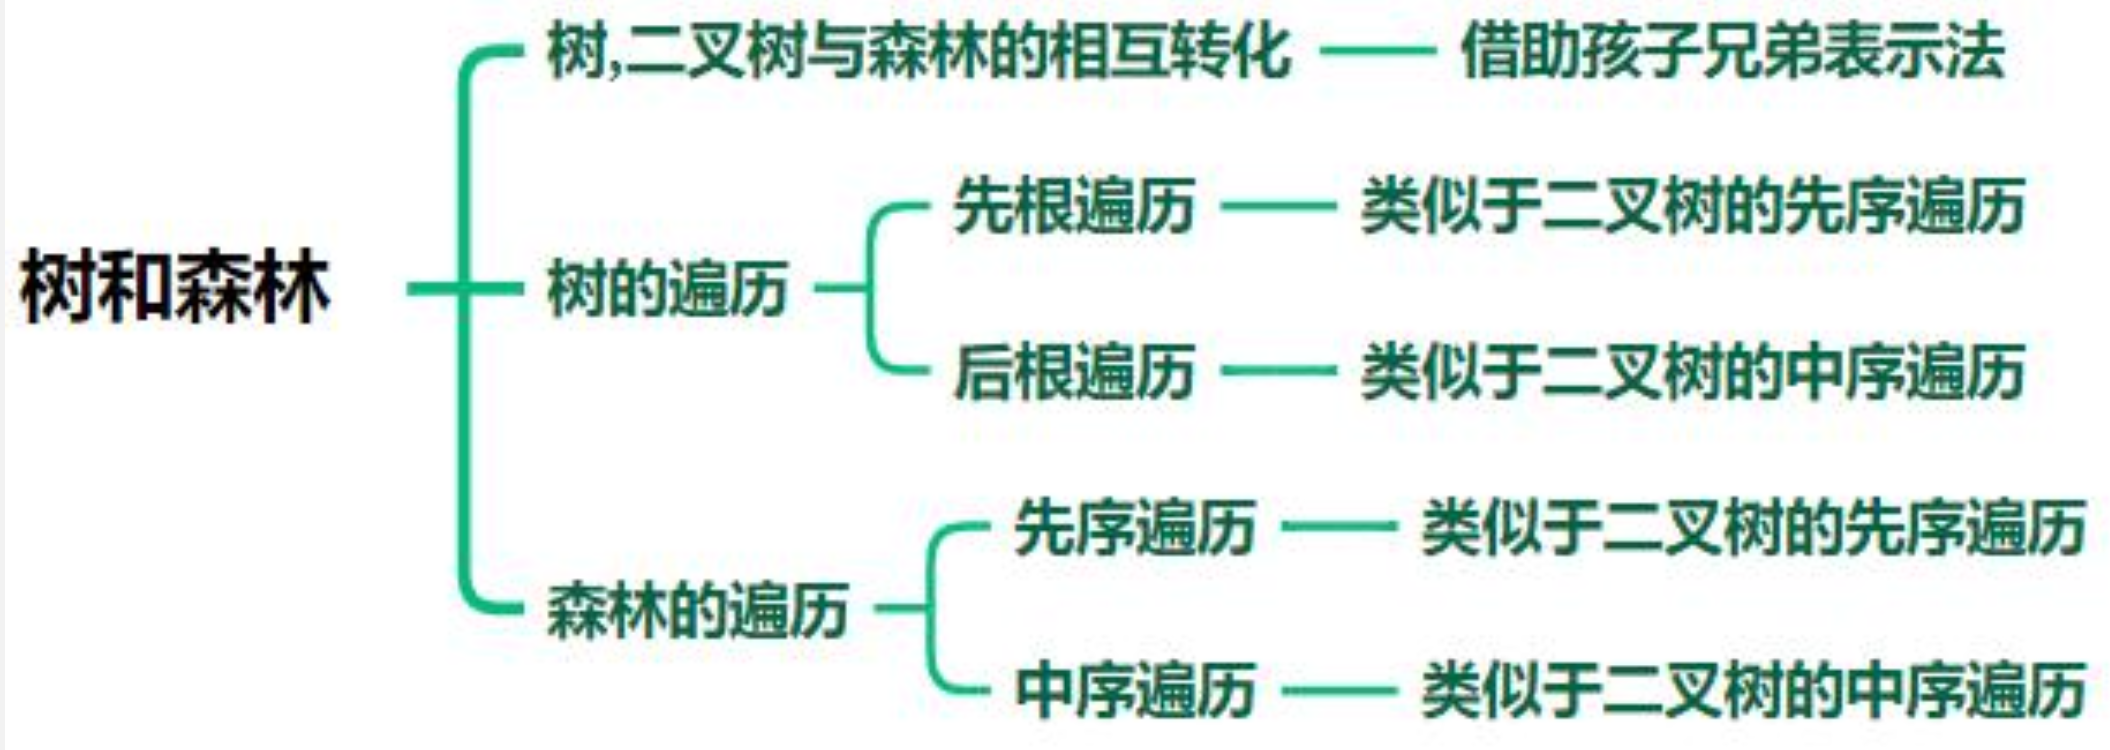 树和森林
树,二叉树与森林的相互转化
借助孩子兄弟表示法
树的遍历
先根遍历
类似于二叉树的先序遍历
后根遍历
类似于二叉树的中序遍历
森林的遍历
先序遍历
类似于二叉树的先序遍历
中序遍历
类似于二叉树的中序遍历